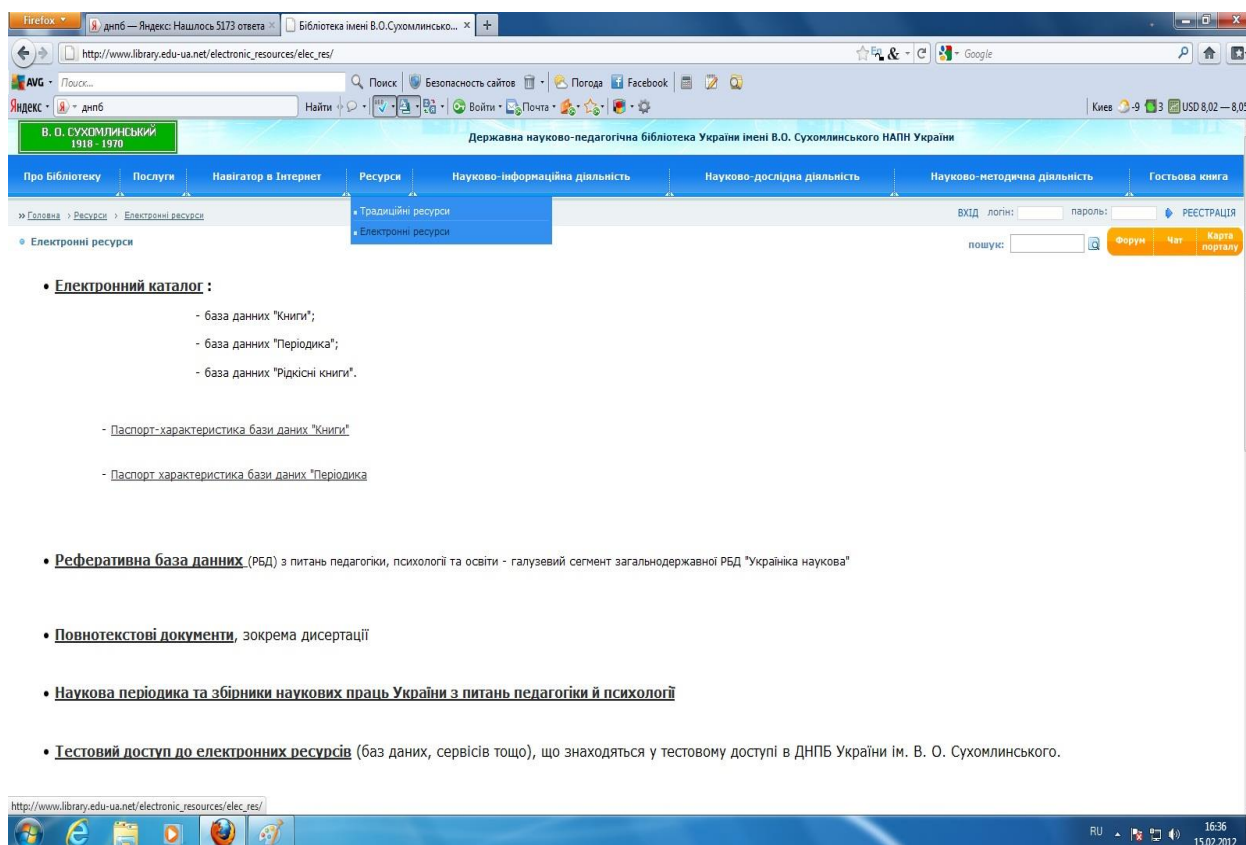 Firefox
днпб — Яндекс: Нашлось 5173 ответа
Бібліотека імені В.О.Сухомлинсько...
http://www.library.edu-ua.net/electronic_resources/elec_res/
Google
AVG Поиск... Поиск Безопасность сайтов Погода Facebook
Яндекс днпб Найти Войти Почта Киев -9 3 USD 8,02 — 8,05
В. О. СУХОМЛИНСЬКИЙ
1918 - 1970
Державна науково-педагогічна бібліотека України імені В.О. Сухомлинського НАПН України
Про Бібліотеку Послуги Навігатор в Інтернет Ресурси Науково-інформаційна діяльність Науково-дослідна діяльність Науково-методична діяльність Гостьова книга
» Головна › Ресурси › Електронні ресурси
Традиційні ресурси
Електронні ресурси
ВХІД логін: пароль: РЕЄСТРАЦІЯ
Електронні ресурси
пошук:
Форум Чат Карта
порталу
• Електронний каталог :
- база данних "Книги";
- база данних "Періодика";
- база данних "Рідкісні книги".
- Паспорт-характеристика бази даних "Книги"
- Паспорт характеристика бази даних "Періодика
• Реферативна база данних (РБД) з питань педагогіки, психології та освіти - галузевий сегмент загальнодержавної РБД "Україніка наукова"
• Повнотекстові документи, зокрема дисертації
• Наукова періодика та збірники наукових праць України з питань педагогіки й психології
• Тестовий доступ до електронних ресурсів (баз даних, сервісів тощо), що знаходяться у тестовому доступі в ДНПБ України ім. В. О. Сухомлинського.
http://www.library.edu-ua.net/electronic_resources/elec_res/
RU
16:36
15.02.2012